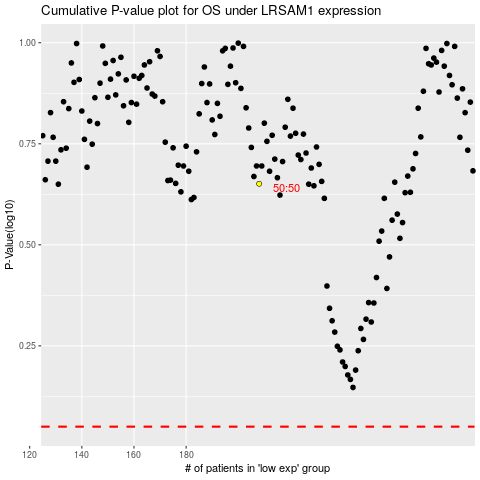 Cumulative P-value plot for OS under LRSAM1 expression
1.00
0.75
0.50
0.25
P-Value(log10)
50:50
120 140 160 180
# of patients in 'low exp' group